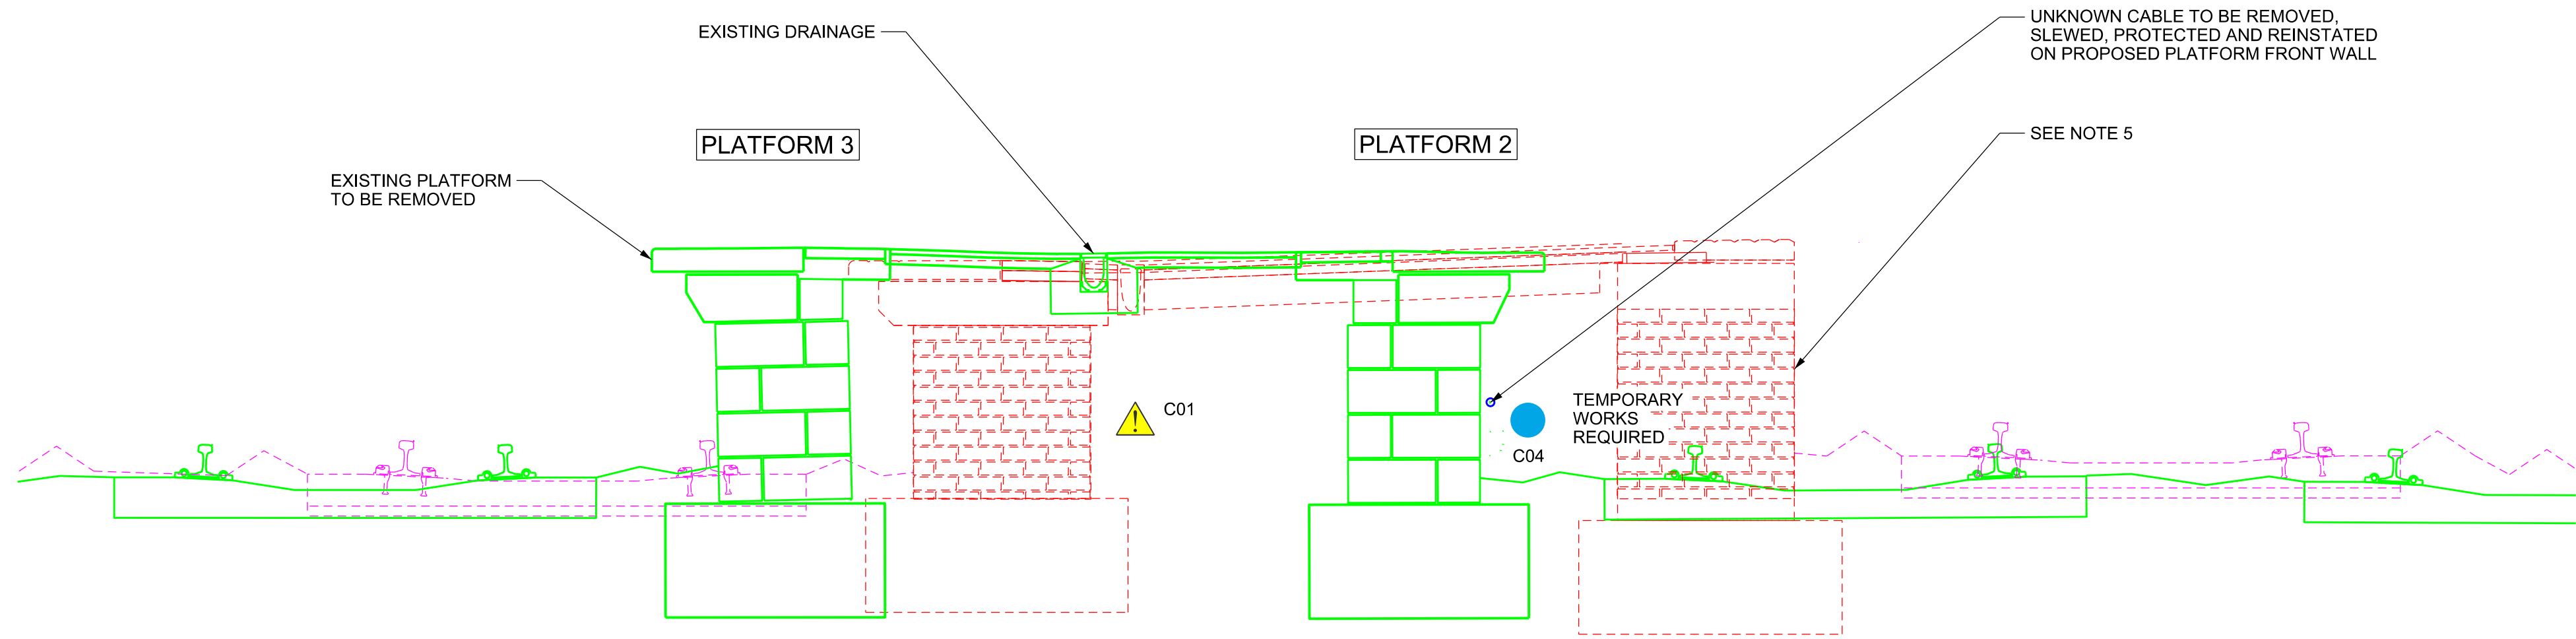 EXISTING DRAINAGE
UNKNOWN CABLE TO BE REMOVED,
SLEWED, PROTECTED AND REINSTATED
ON PROPOSED PLATFORM FRONT WALL
PLATFORM 3
PLATFORM 2
SEE NOTE 5
EXISTING PLATFORM
TO BE REMOVED
! C01
TEMPORARY
WORKS
REQUIRED
C04